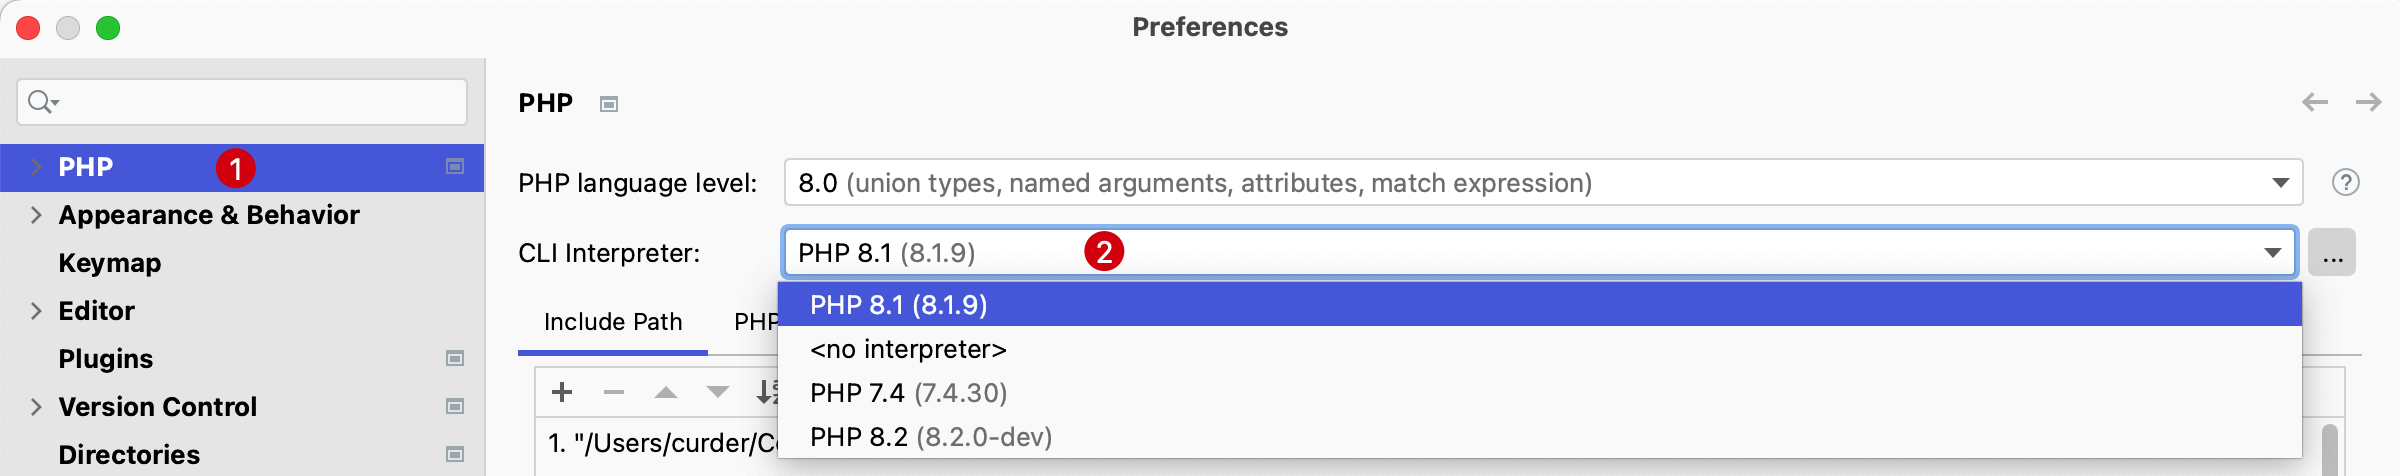 Preferences
PHP
1
Appearance & Behavior
Keymap
Editor
Plugins
Version Control
Directories
PHP
PHP language level:
8.0 (union types, named arguments, attributes, match expression)
?
CLI Interpreter:
PHP 8.1 (8.1.9)
2
...
PHP 8.1 (8.1.9)
<no interpreter>
PHP 7.4 (7.4.30)
PHP 8.2 (8.2.0-dev)
Include Path
PHP
1. "/Users/curder/